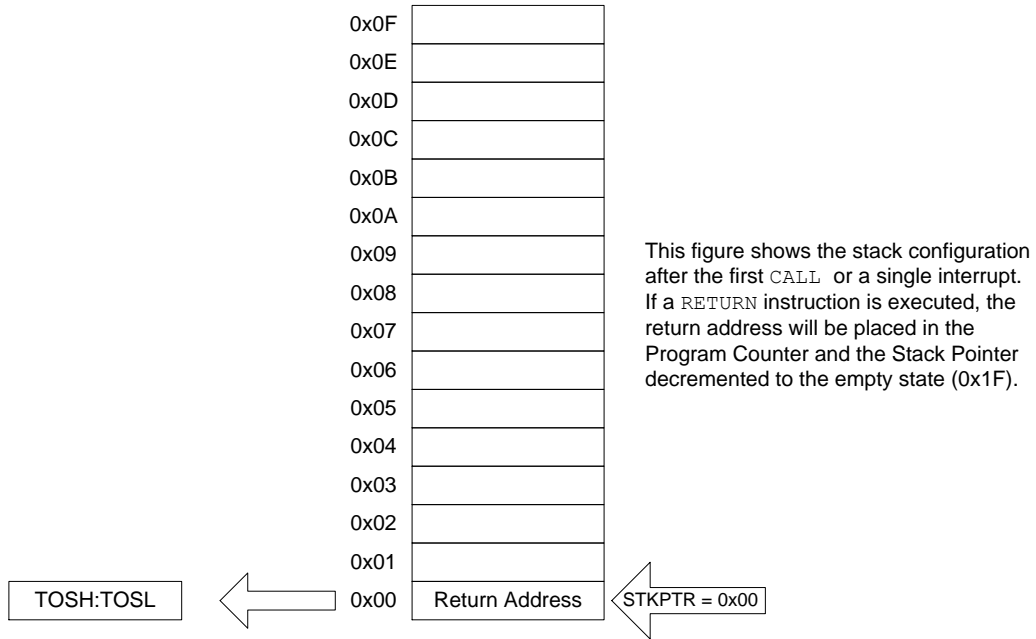 0x0F
0x0E
0x0D
0x0C
0x0B
0x0A
0x09
This figure shows the stack configuration
after the first CALL or a single interrupt.
If a RETURN instruction is executed, the
return address will be placed in the
Program Counter and the Stack Pointer
decremented to the empty state (0x1F).
0x08
0x07
0x06
0x05
0x04
0x03
0x02
0x01
TOSH:TOSL
0x00
Return Address
STKPTR = 0x00